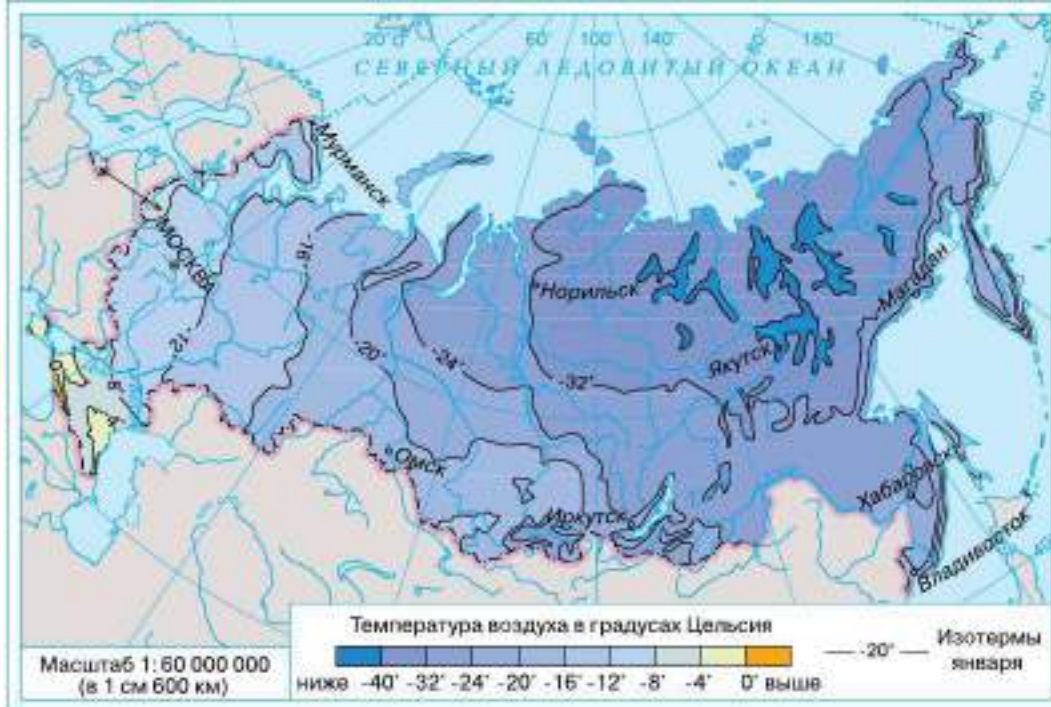 20° 0° 60° 100° 140° 180°
СЕВЕРНЫЙ ЛЕДОВИТЫЙ ОКЕАН
Мурманск
МОСКВА
-16°
-12°
-8°
Норильск
Магадан
-20°
-24°
-32°
Якутск
Омск
Иркутск
Хабаровск
Владивосток
Масштаб 1:60 000 000
(в 1 см 600 км)
Температура воздуха в градусах Цельсия
ниже -40° -32° -24° -20° -16° -12° -8° -4° 0° выше
-20° Изотермы
января